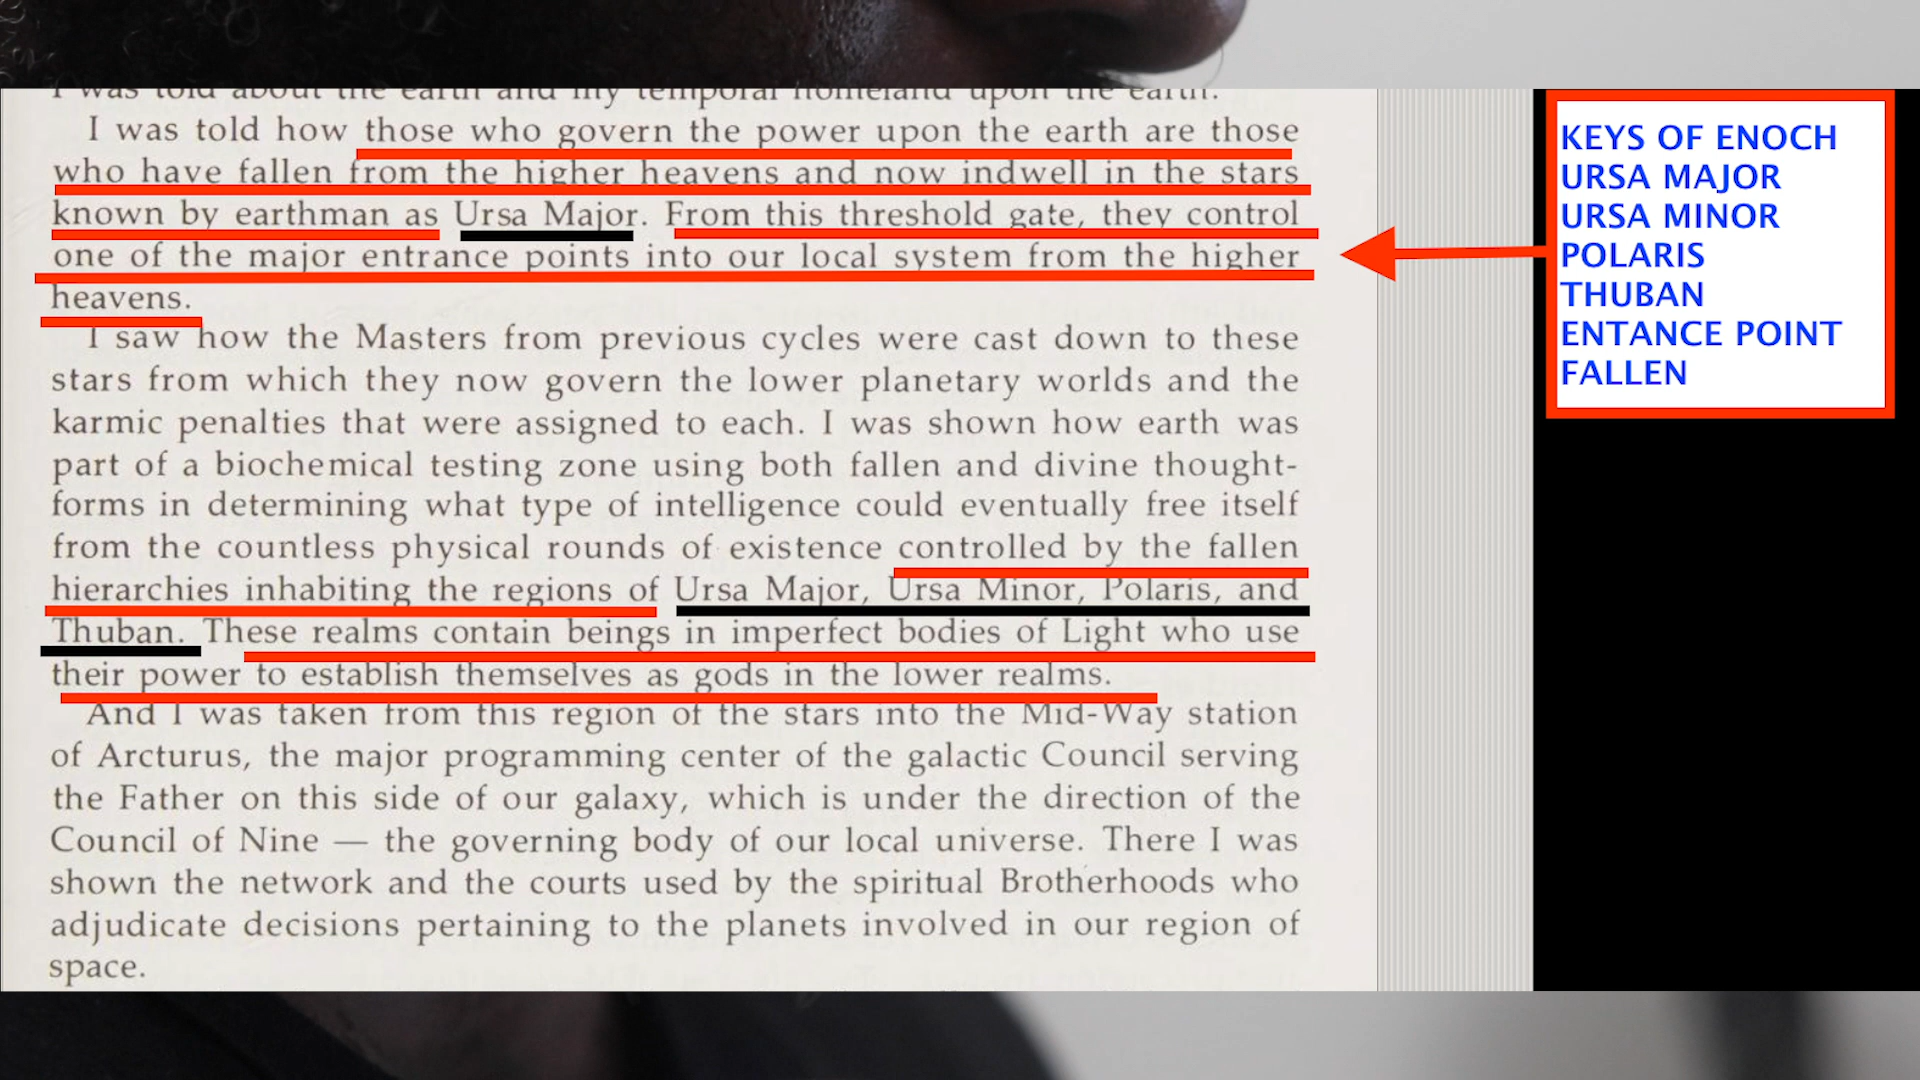 I was told about the earth and my temporal homeland upon the earth.
I was told how those who govern the power upon the earth are those
who have fallen from the higher heavens and now indwell in the stars
known by earthman as Ursa Major. From this threshold gate, they control
one of the major entrance points into our local system from the higher
heavens.
I saw how the Masters from previous cycles were cast down to these
stars from which they now govern the lower planetary worlds and the
karmic penalties that were assigned to each. I was shown how earth was
part of a biochemical testing zone using both fallen and divine thought-
forms in determining what type of intelligence could eventually free itself
from the countless physical rounds of existence controlled by the fallen
hierarchies inhabiting the regions of Ursa Major, Ursa Minor, Polaris, and
Thuban. These realms contain beings in imperfect bodies of Light who use
their power to establish themselves as gods in the lower realms.
And I was taken from this region of the stars into the Mid-Way station
of Arcturus, the major programming center of the galactic Council serving
the Father on this side of our galaxy, which is under the direction of the
Council of Nine — the governing body of our local universe. There I was
shown the network and the courts used by the spiritual Brotherhoods who
adjudicate decisions pertaining to the planets involved in our region of
space.
KEYS OF ENOCH
URSA MAJOR
URSA MINOR
POLARIS
THUBAN
ENTANCE POINT
FALLEN